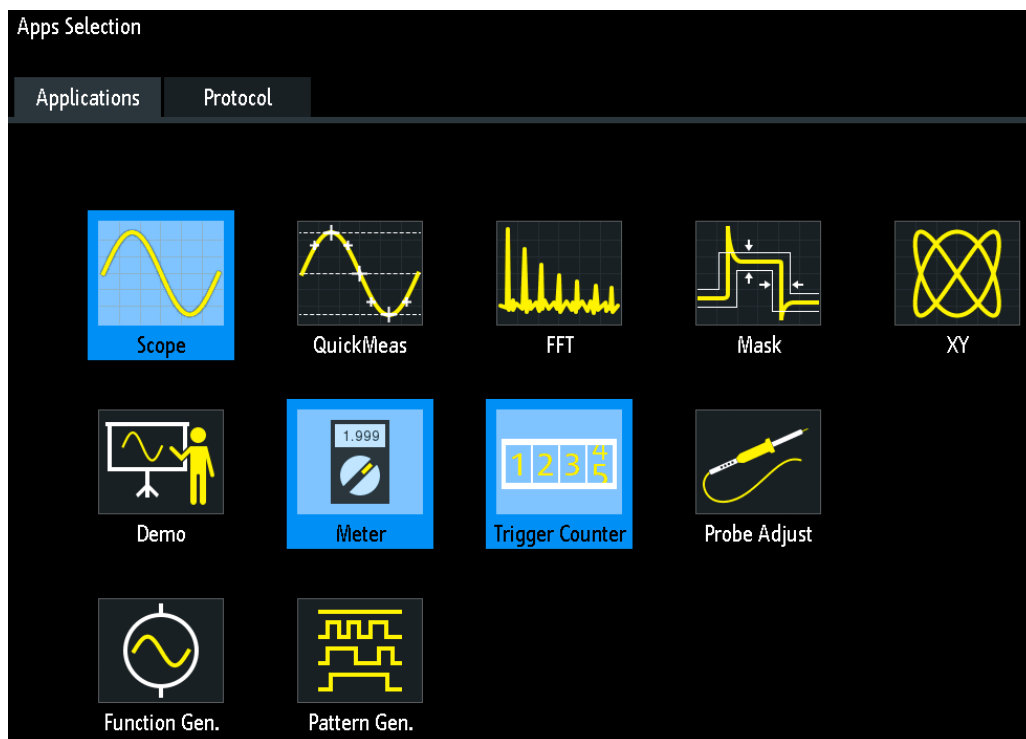 Apps Selection
Applications Protocol
Scope QuickMeas FFT Mask XY
1.999
1 2 3 4
5
Demo Meter Trigger Counter Probe Adjust
Function Gen. Pattern Gen.